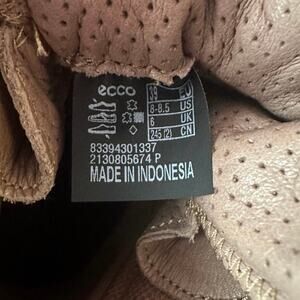 ecco
39 EU
8-8.5 US
6 UK
245 (2) CN
83394301337
2130805674 P
MADE IN INDONESIA